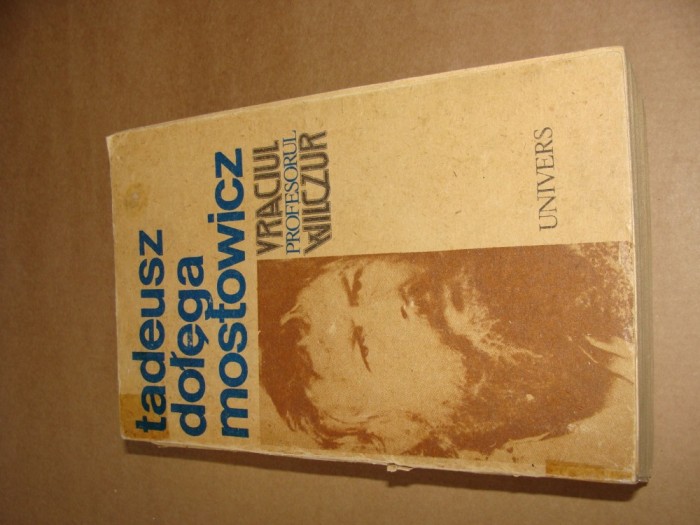 tadeusz
dołęga
mostowicz
VRACIUL
PROFESORUL
WILCZUR
UNIVERS